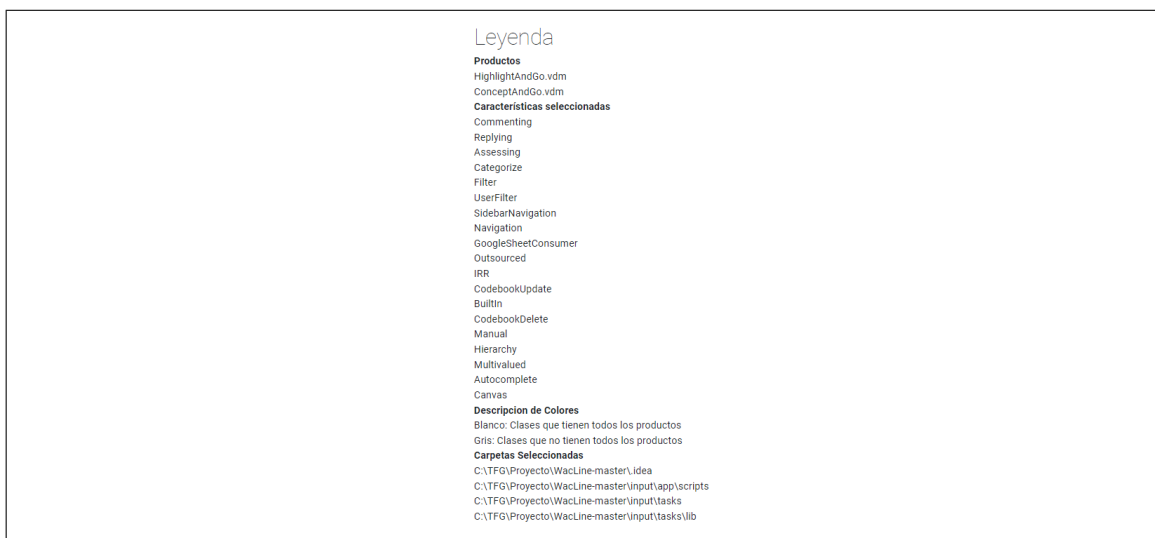 Leyenda
Productos
HighlightAndGo.vdm
ConceptAndGo.vdm
Características seleccionadas
Commenting
Replying
Assessing
Categorize
Filter
UserFilter
SidebarNavigation
Navigation
GoogleSheetConsumer
Outsourced
IRR
CodebookUpdate
BuiltIn
CodebookDelete
Manual
Hierarchy
Multivalued
Autocomplete
Canvas
Descripcion de Colores
Blanco: Clases que tienen todos los productos
Gris: Clases que no tienen todos los productos
Carpetas Seleccionadas
C:\TFG\Proyecto\WacLine-master\.idea
C:\TFG\Proyecto\WacLine-master\input\app\scripts
C:\TFG\Proyecto\WacLine-master\input\tasks
C:\TFG\Proyecto\WacLine-master\input\tasks\lib